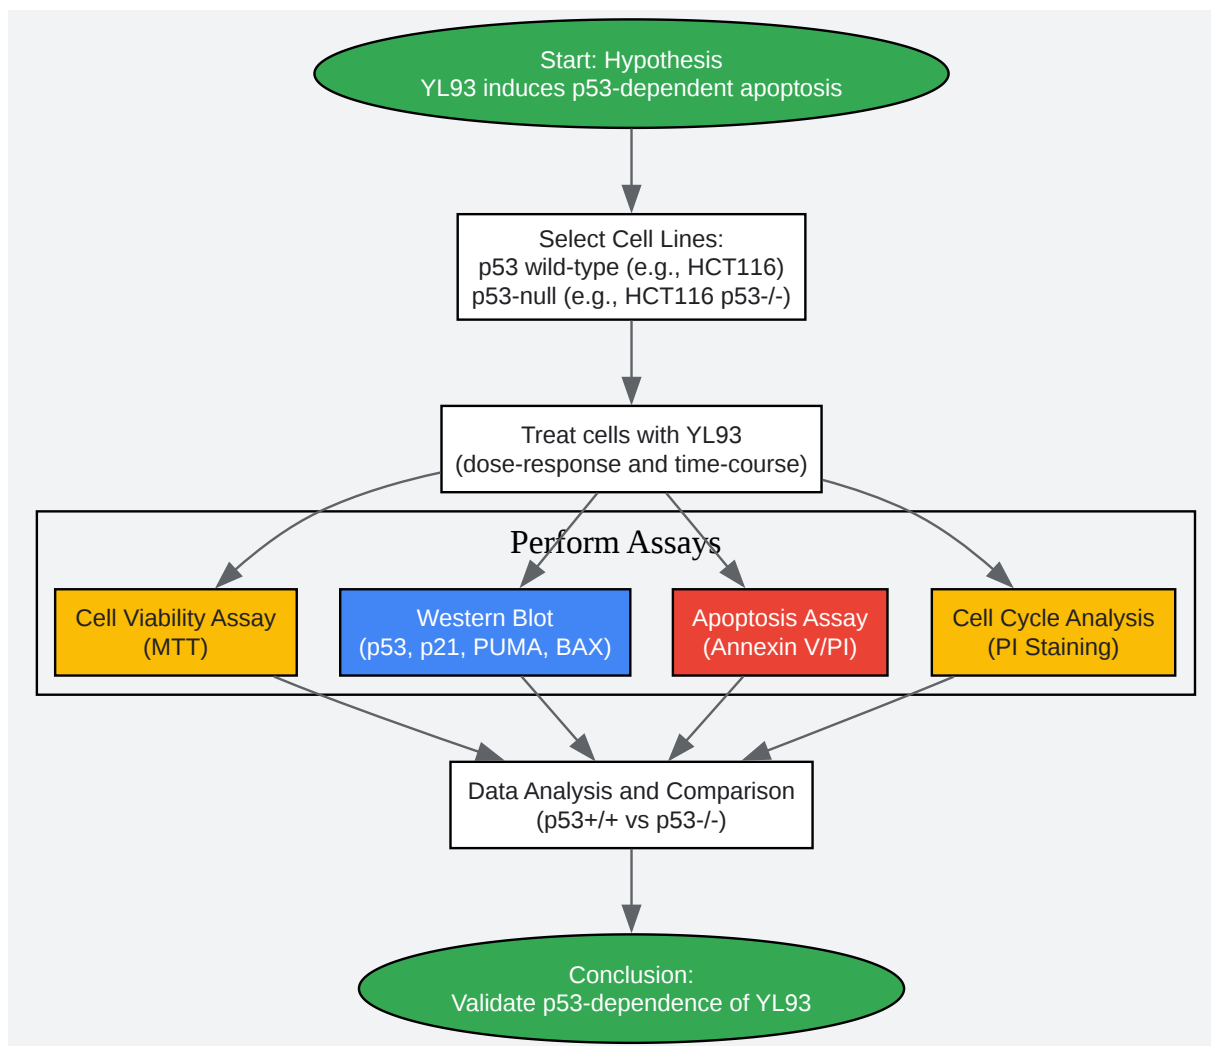 Start: Hypothesis
YL93 induces p53-dependent apoptosis
Select Cell Lines:
p53 wild-type (e.g., HCT116)
p53-null (e.g., HCT116 p53-/-)
Treat cells with YL93
(dose-response and time-course)
Perform Assays
Cell Viability Assay
(MTT)
Western Blot
(p53, p21, PUMA, BAX)
Apoptosis Assay
(Annexin V/PI)
Cell Cycle Analysis
(PI Staining)
Data Analysis and Comparison
(p53+/+ vs p53-/-)
Conclusion:
Validate p53-dependence of YL93